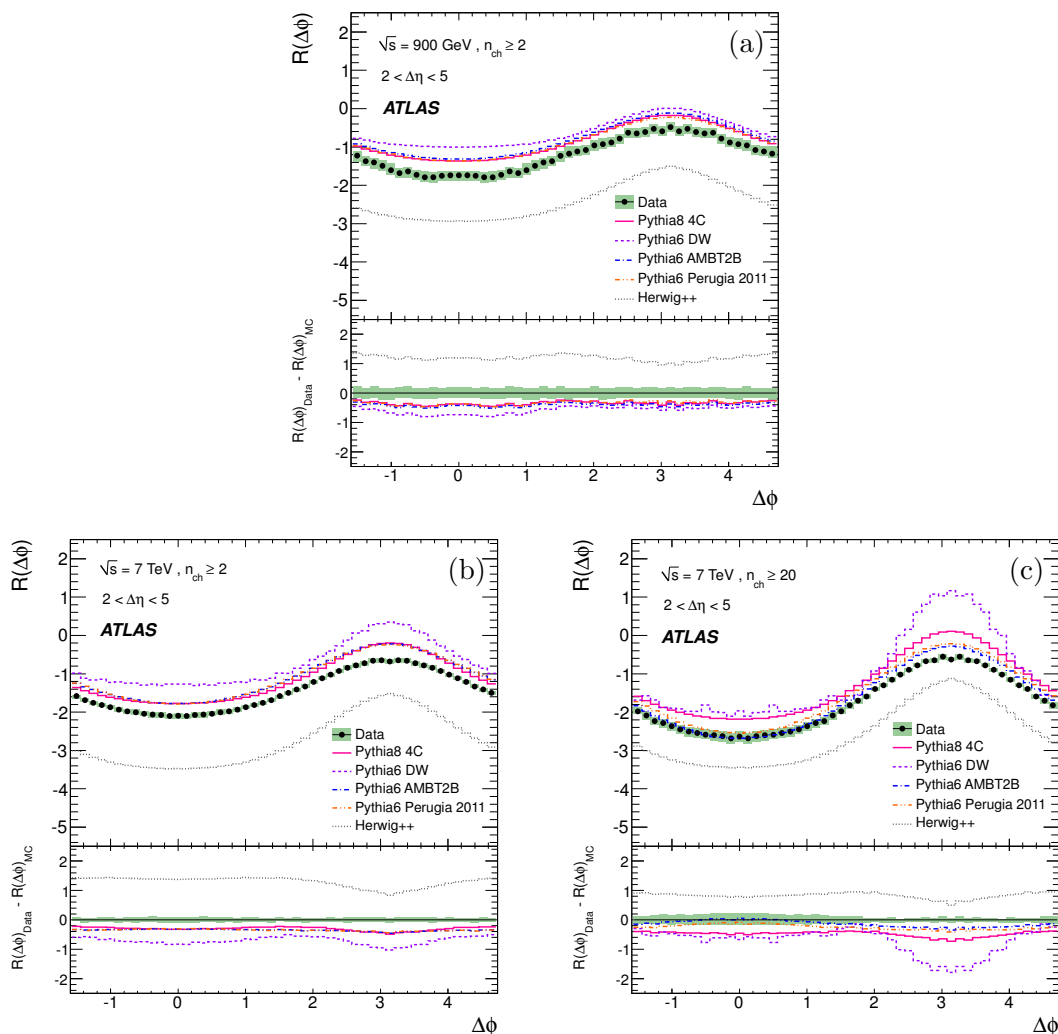 R(Δϕ)
2
1
0
-1
-2
-3
-4
-5
√s = 900 GeV , n_ch ≥ 2
(a)
2 < Δη < 5
ATLAS
Data
Pythia8 4C
Pythia6 DW
Pythia6 AMBT2B
Pythia6 Perugia 2011
Herwig++
R(Δϕ)_Data - R(Δϕ)_MC
2
1
0
-1
-2
-1 0 1 2 3 4
Δϕ
R(Δϕ)
2
1
0
-1
-2
-3
-4
-5
√s = 7 TeV , n_ch ≥ 2
(b)
2 < Δη < 5
ATLAS
Data
Pythia8 4C
Pythia6 DW
Pythia6 AMBT2B
Pythia6 Perugia 2011
Herwig++
R(Δϕ)_Data - R(Δϕ)_MC
2
1
0
-1
-2
-1 0 1 2 3 4
Δϕ
R(Δϕ)
2
1
0
-1
-2
-3
-4
-5
√s = 7 TeV , n_ch ≥ 20
(c)
2 < Δη < 5
ATLAS
Data
Pythia8 4C
Pythia6 DW
Pythia6 AMBT2B
Pythia6 Perugia 2011
Herwig++
R(Δϕ)_Data - R(Δϕ)_MC
2
1
0
-1
-2
-1 0 1 2 3 4
Δϕ